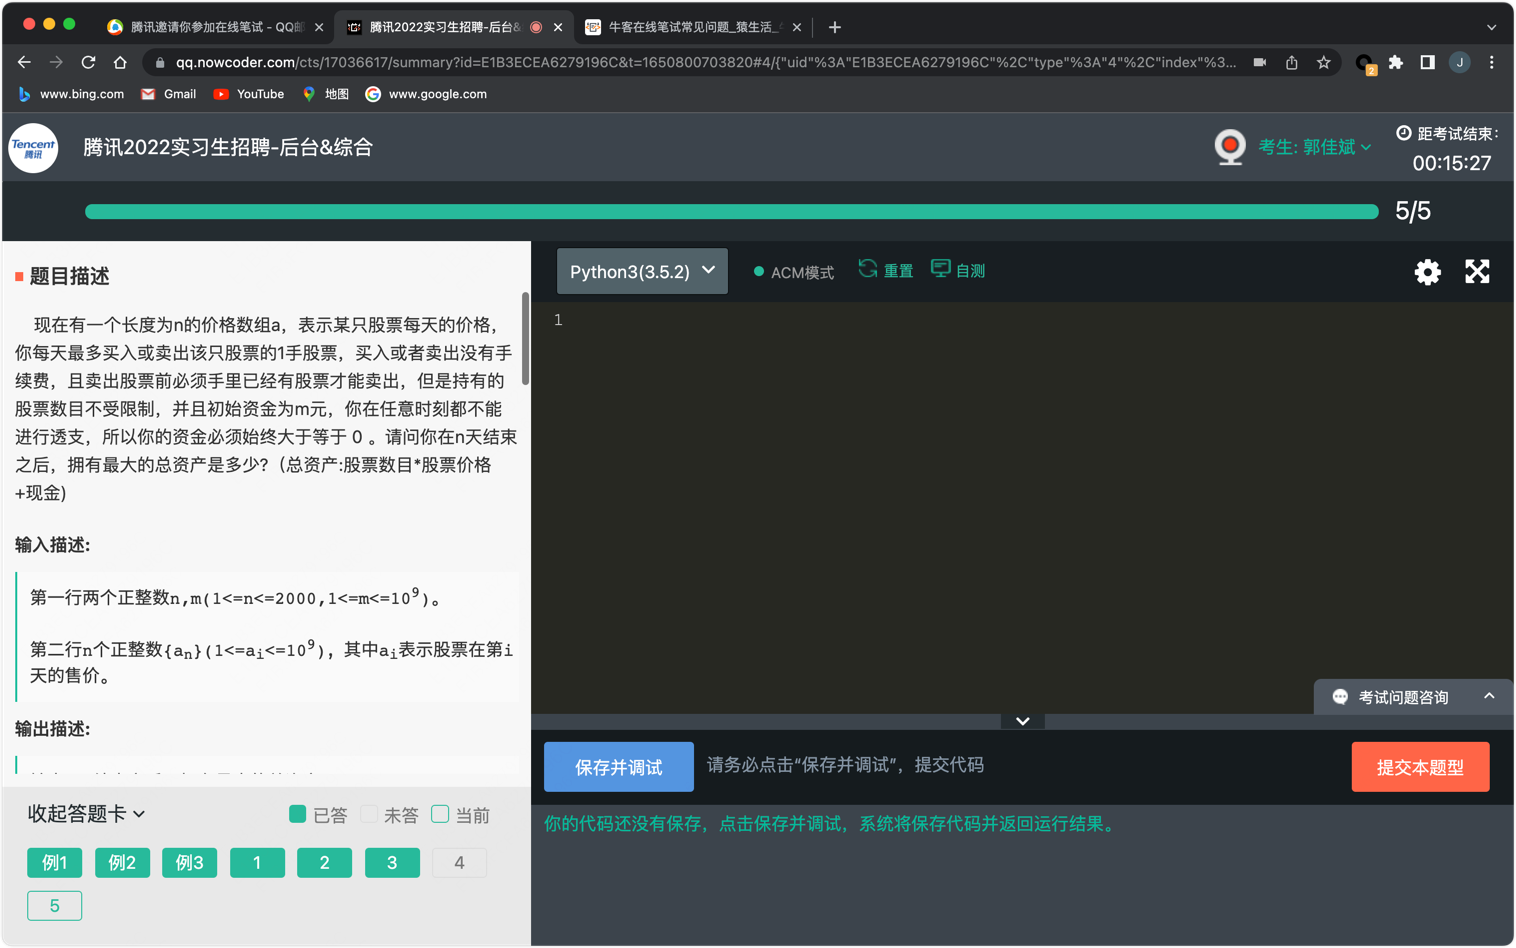 腾讯邀请你参加在线笔试 - QQ邮
腾讯2022实习生招聘-后台&
牛客在线笔试常见问题_猿生活_
qq.nowcoder.com/cts/17036617/summary?id=E1B3ECEA6279196C&t=1650800703820#4/{"uid"%3A"E1B3ECEA6279196C"%2C"type"%3A"4"%2C"index"%3...
2
J
www.bing.com
Gmail
YouTube
地图
www.google.com
Tencent
腾讯
腾讯2022实习生招聘-后台&综合
考生: 郭佳斌
距考试结束:
00:15:27
5/5
题目描述
现在有一个长度为n的价格数组a，表示某只股票每天的价格，
你每天最多买入或卖出该只股票的1手股票，买入或者卖出没有手
续费，且卖出股票前必须手里已经有股票才能卖出，但是持有的
股票数目不受限制，并且初始资金为m元，你在任意时刻都不能
进行透支，所以你的资金必须始终大于等于 0 。请问你在n天结束
之后，拥有最大的总资产是多少?（总资产:股票数目*股票价格
+现金)
输入描述:
第一行两个正整数n,m(1<=n<=2000,1<=m<=10⁹)。
第二行n个正整数{aₙ}(1<=aᵢ<=10⁹)，其中aᵢ表示股票在第i
天的售价。
输出描述:
Python3(3.5.2)
ACM模式
重置
自测
1
考试问题咨询
保存并调试
请务必点击“保存并调试”，提交代码
提交本题型
你的代码还没有保存，点击保存并调试，系统将保存代码并返回运行结果。
收起答题卡
已答
未答
当前
例1
例2
例3
1
2
3
4
5